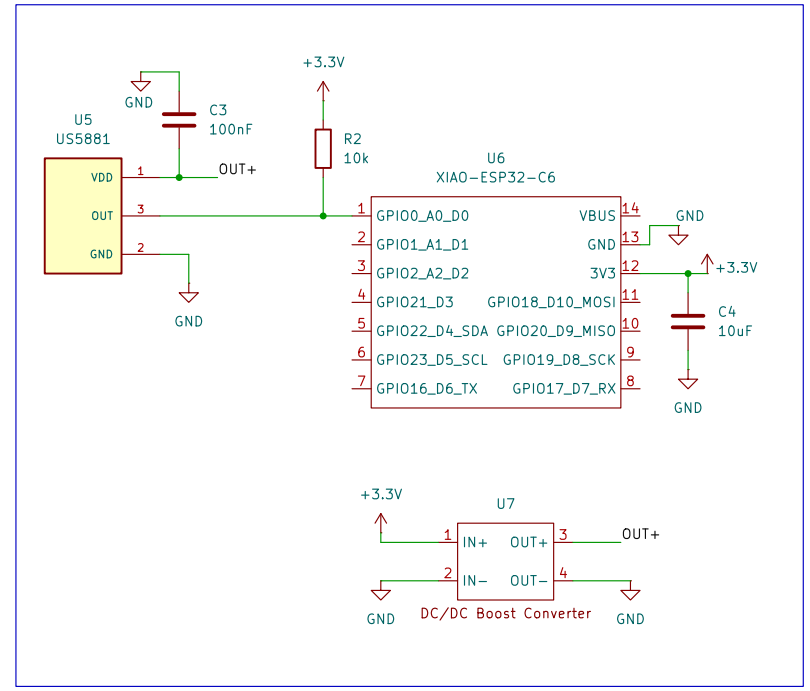 +3.3V
GND
C3
100nF
U5
US5881
R2
10k
VDD
1
OUT+
OUT
3
GND
2
GND
U6
XIAO-ESP32-C6
1
GPIO0_A0_D0
VBUS
14
2
GPIO1_A1_D1
GND
13
GND
3
GPIO2_A2_D2
3V3
12
+3.3V
4
GPIO21_D3
GPIO18_D10_MOSI
11
5
GPIO22_D4_SDA
GPIO20_D9_MISO
10
6
GPIO23_D5_SCL
GPIO19_D8_SCK
9
7
GPIO16_D6_TX
GPIO17_D7_RX
8
C4
10uF
GND
+3.3V
U7
1
IN+
OUT+
3
OUT+
2
IN-
OUT-
4
GND
DC/DC Boost Converter
GND